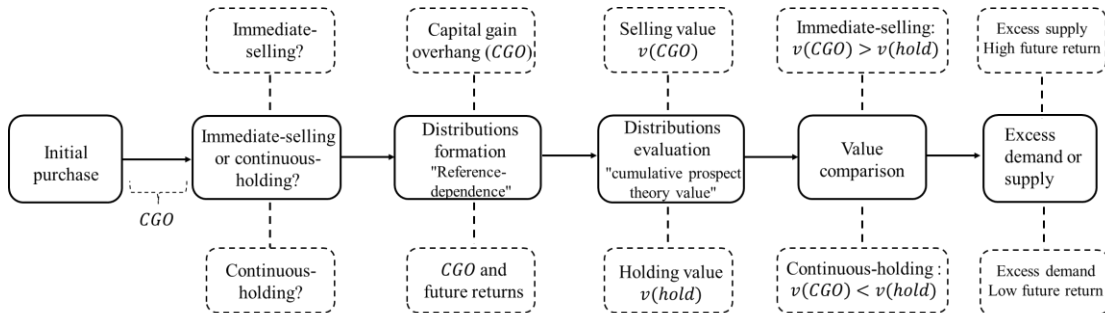 Immediate-
selling?
Capital gain
overhang (CGO)
Selling value
v(CGO)
Immediate-selling:
v(CGO) > v(hold)
Excess supply
High future return
Initial
purchase
CGO
Immediate-selling
or continuous-
holding?
Distributions
formation
"Reference-
dependence"
Distributions
evaluation
"cumulative prospect
theory value"
Value
comparison
Excess
demand or
supply
Continuous-
holding?
CGO and
future returns
Holding value
v(hold)
Continuous-holding :
v(CGO) < v(hold)
Excess demand
Low future return